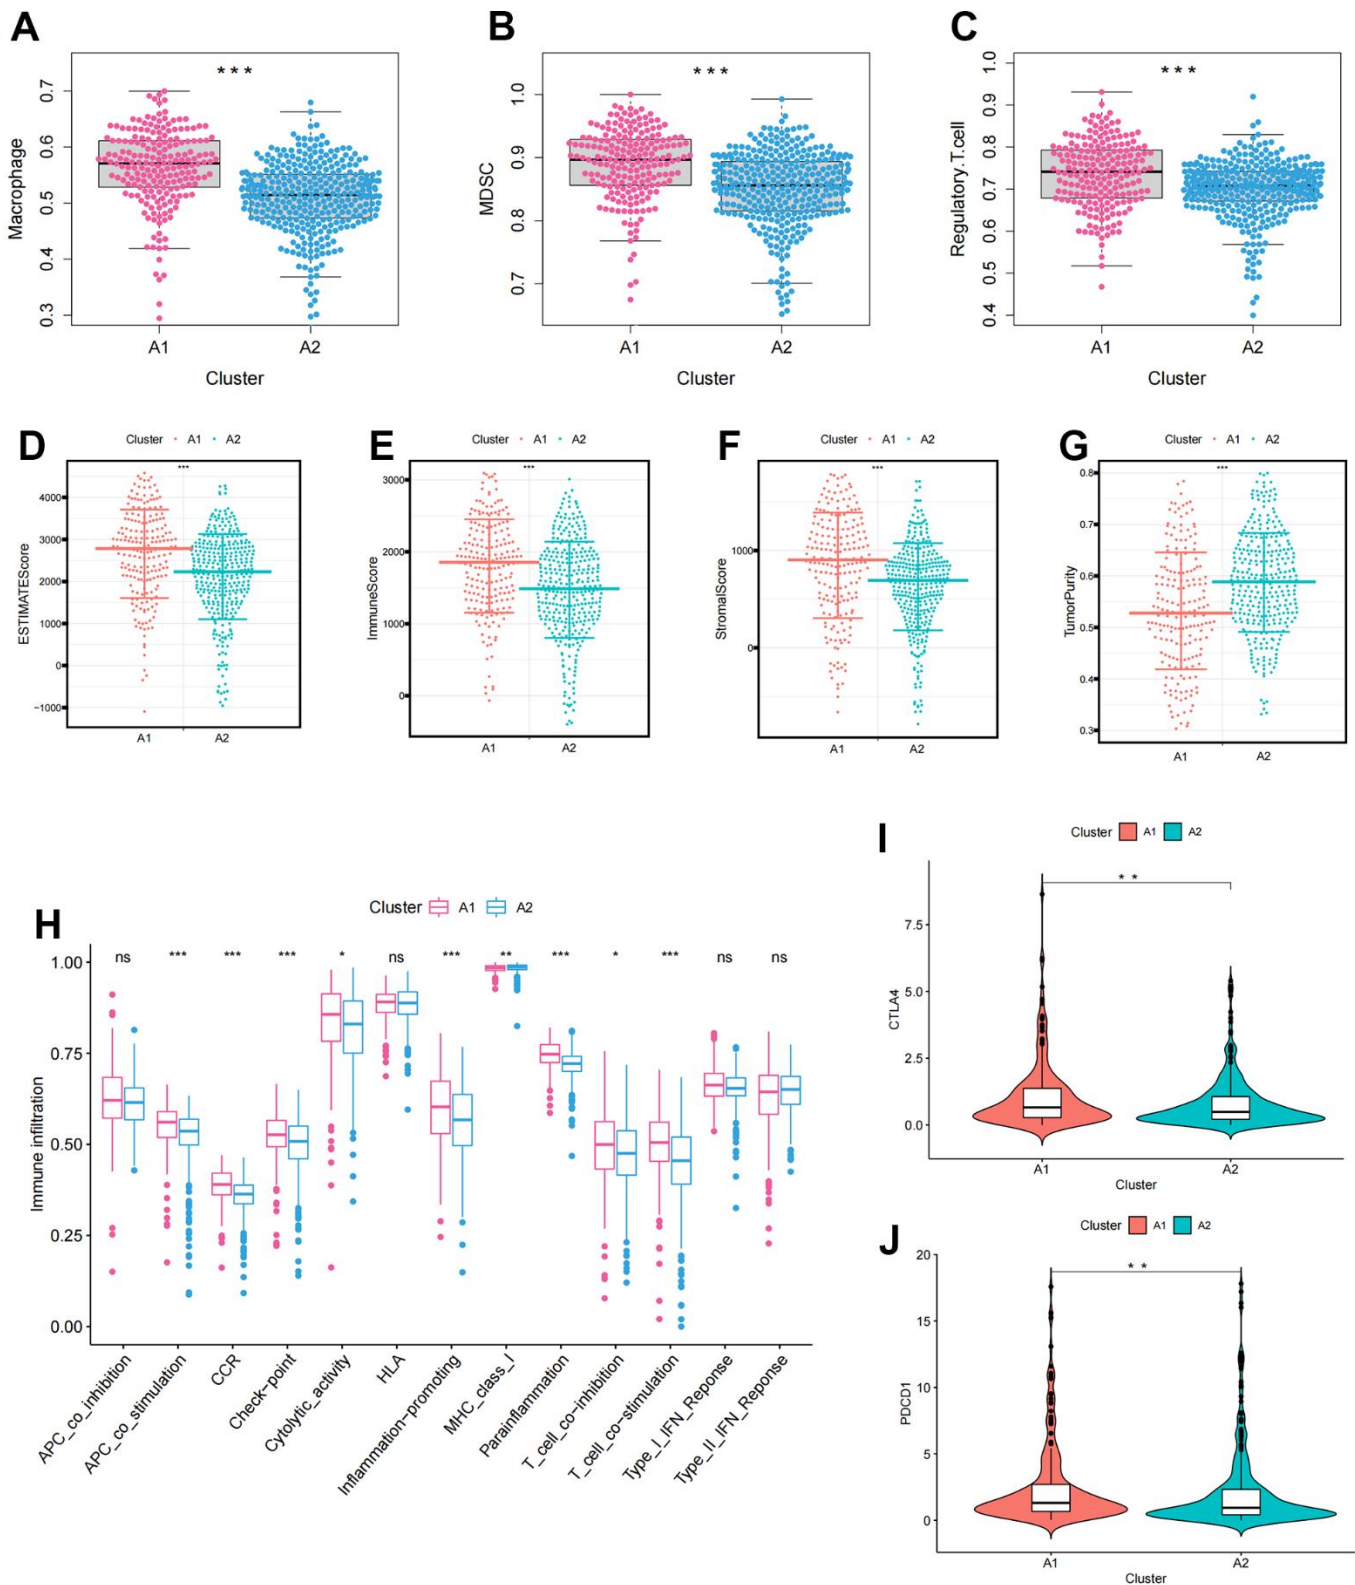 A
B
C
***
***
***
Macrophage
0.7
0.6
0.5
0.4
0.3
A1
A2
Cluster
MDSC
1.0
0.9
0.8
0.7
A1
A2
Cluster
Regulatory.T.cell
1.0
0.9
0.8
0.7
0.6
0.5
0.4
A1
A2
Cluster
D
Cluster A1 A2
***
ESTIMATEScore
4000
3000
2000
1000
0
−1000
A1
A2
E
Cluster A1 A2
***
ImmuneScore
3000
2000
1000
0
A1
A2
F
Cluster A1 A2
***
StromalScore
1000
0
A1
A2
G
Cluster A1 A2
***
TumorPurity
0.8
0.7
0.6
0.5
0.4
0.3
A1
A2
H
Cluster A1 A2
ns *** *** *** * ns *** ** *** * *** ns ns
Immune infiltration
1.00
0.75
0.50
0.25
0.00
APC_co_inhibition
APC_co_stimulation
CCR
Check−point
Cytolytic_activity
HLA
Inflammation−promoting
MHC_class_I
Parainflammation
T_cell_co−inhibition
T_cell_co−stimulation
Type_I_IFN_Reponse
Type_II_IFN_Reponse
I
Cluster A1 A2
**
CTLA4
7.5
5.0
2.5
0.0
A1
A2
Cluster
J
Cluster A1 A2
**
PDCD1
20
15
10
5
0
A1
A2
Cluster